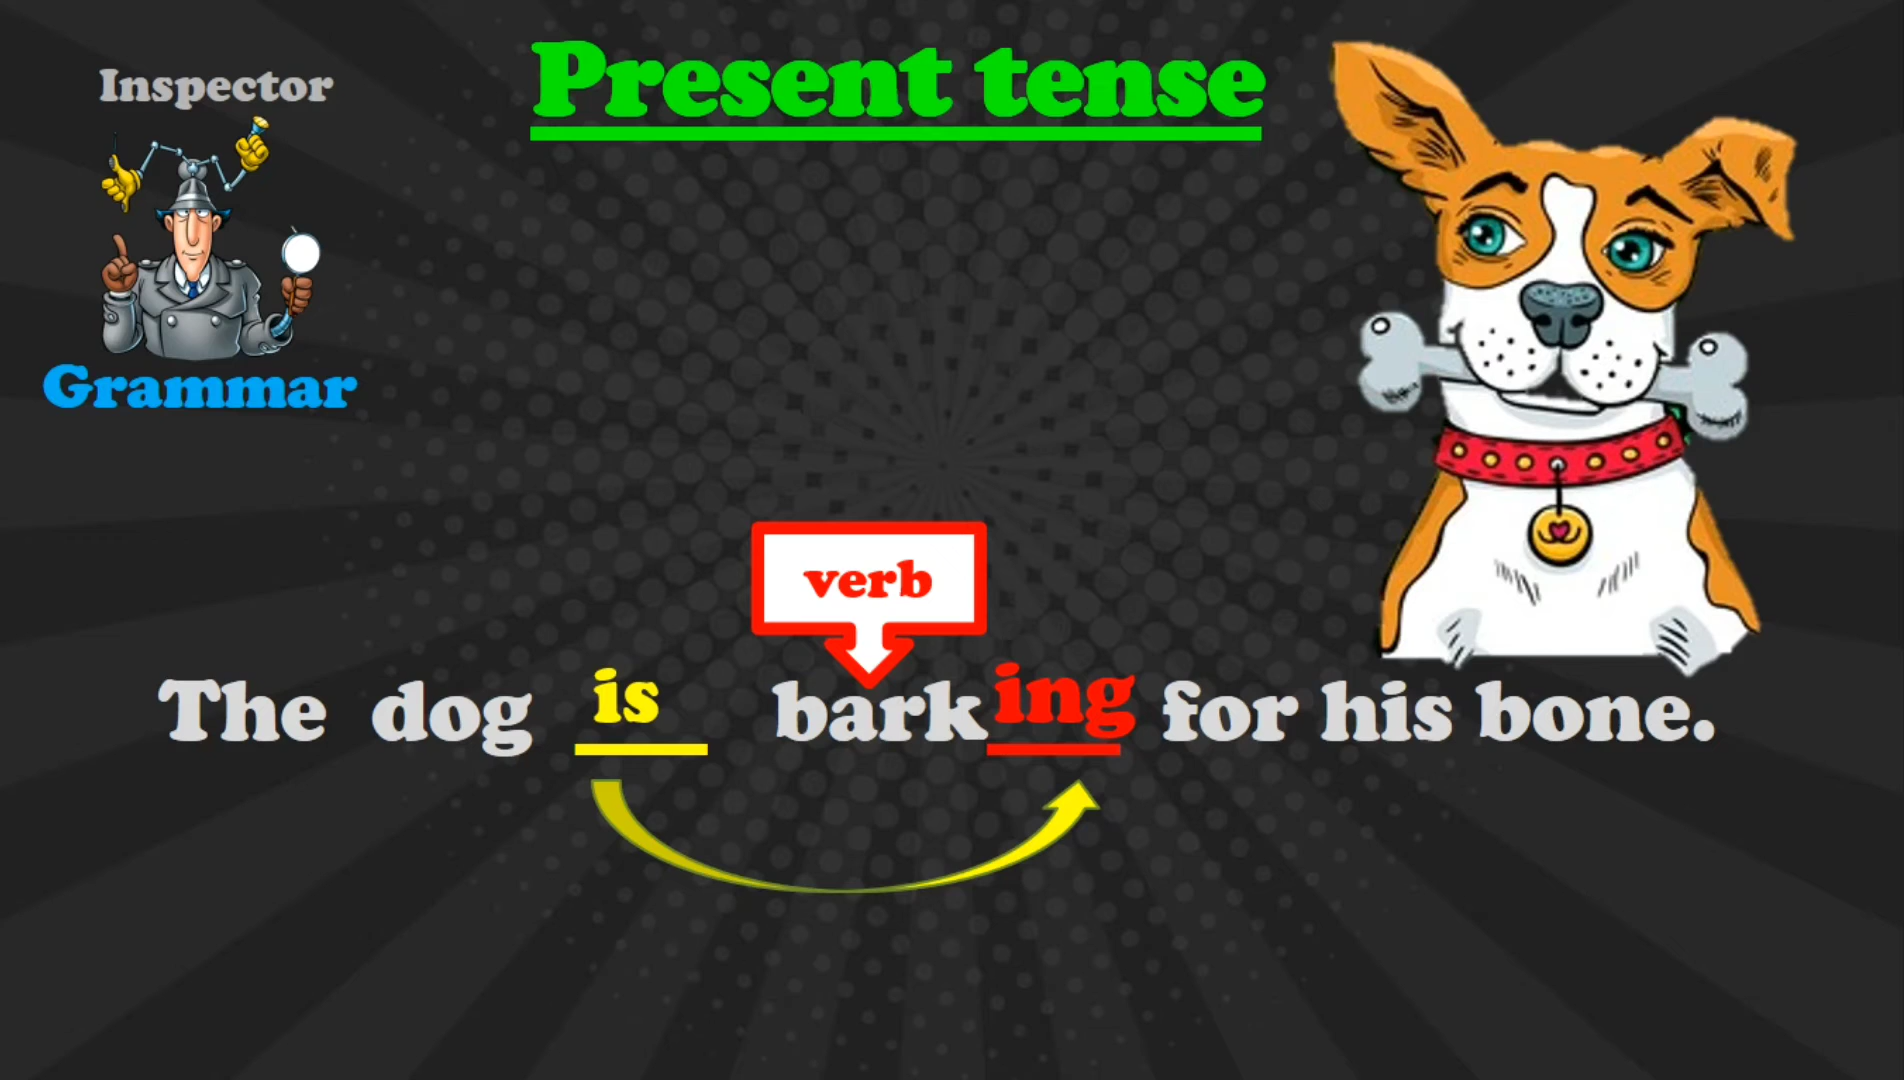 Inspector
Grammar
Present tense
verb
The dog is barking for his bone.